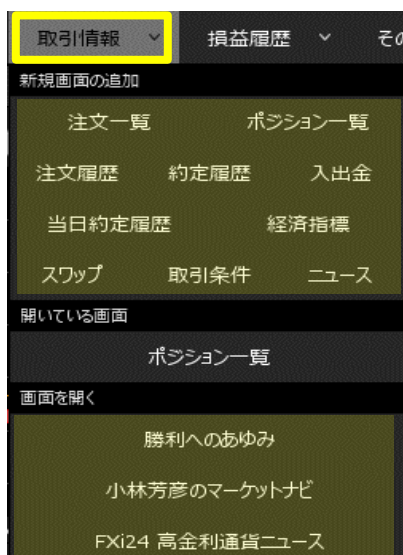 取引情報 損益履歴 その
新規画面の追加
注文一覧 ポジション一覧
注文履歴 約定履歴 入出金
当日約定履歴 経済指標
スワップ 取引条件 ニュース
開いている画面
ポジション一覧
画面を開く
勝利へのあゆみ
小林芳彦のマーケットナビ
FXi24 高金利通貨ニュース